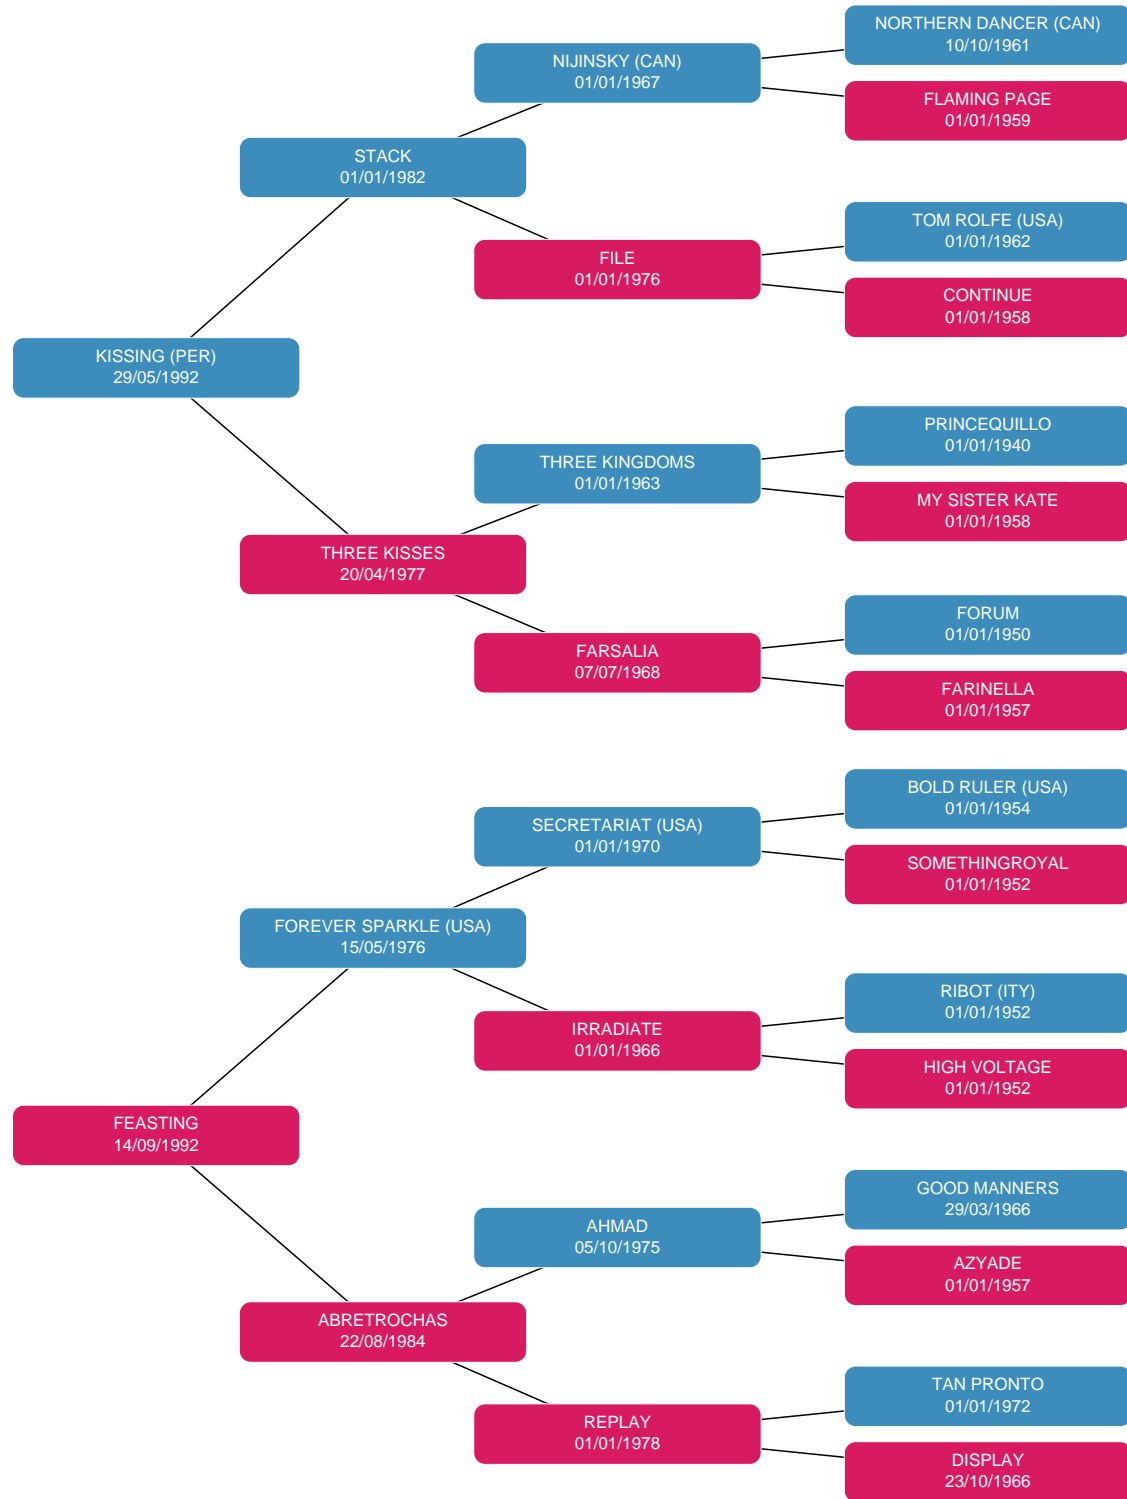 NORTHERN DANCER (CAN)
10/10/1961
NIJINSKY (CAN)
01/01/1967
FLAMING PAGE
01/01/1959
STACK
01/01/1982
TOM ROLFE (USA)
01/01/1962
FILE
01/01/1976
CONTINUE
01/01/1958
KISSING (PER)
29/05/1992
PRINCEQUILLO
01/01/1940
THREE KINGDOMS
01/01/1963
MY SISTER KATE
01/01/1958
THREE KISSES
20/04/1977
FORUM
01/01/1950
FARSALIA
07/07/1968
FARINELLA
01/01/1957
BOLD RULER (USA)
01/01/1954
SECRETARIAT (USA)
01/01/1970
SOMETHINGROYAL
01/01/1952
FOREVER SPARKLE (USA)
15/05/1976
RIBOT (ITY)
01/01/1952
IRRADIATE
01/01/1966
HIGH VOLTAGE
01/01/1952
FEASTING
14/09/1992
GOOD MANNERS
29/03/1966
AHMAD
05/10/1975
AZYADE
01/01/1957
ABRETROCHAS
22/08/1984
TAN PRONTO
01/01/1972
REPLAY
01/01/1978
DISPLAY
23/10/1966